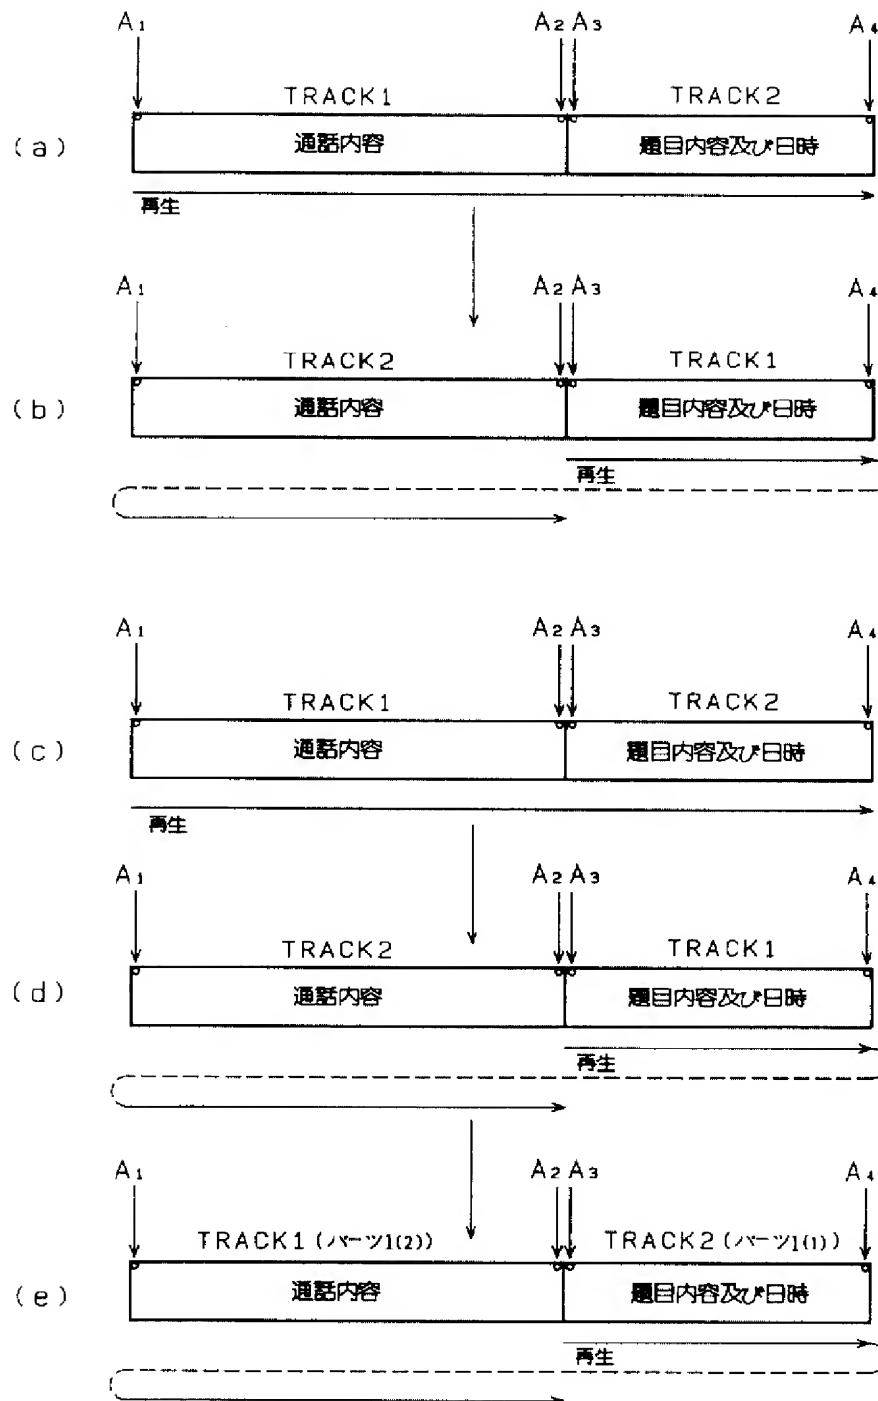 A1 A2 A3 A4
TRACK1 TRACK2
(a) 通話内容 題目内容及び日時
再生
A1 A2 A3 A4
TRACK2 TRACK1
(b) 通話内容 題目内容及び日時
再生
A1 A2 A3 A4
TRACK1 TRACK2
(c) 通話内容 題目内容及び日時
再生
A1 A2 A3 A4
TRACK2 TRACK1
(d) 通話内容 題目内容及び日時
再生
A1 A2 A3 A4
TRACK1 (パーツ1(2)) TRACK2 (パーツ1(1))
(e) 通話内容 題目内容及び日時
再生